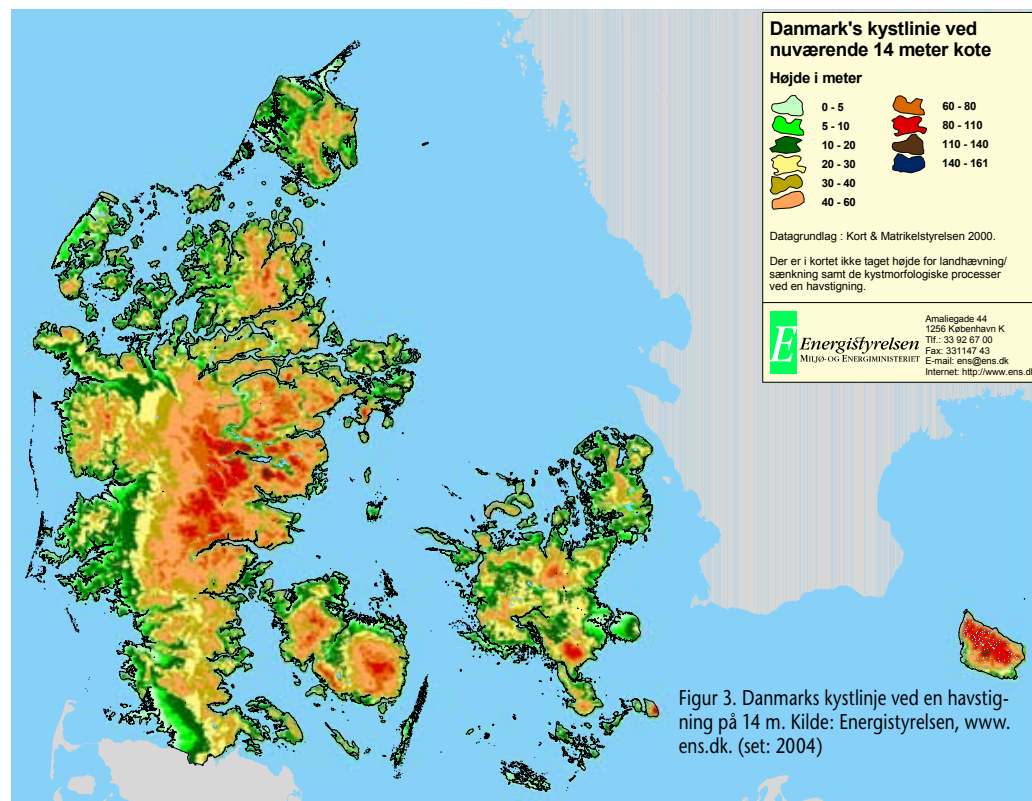 Danmark's kystlinie ved
nuværende 14 meter kote
Højde i meter
0 - 5
5 - 10
10 - 20
20 - 30
30 - 40
40 - 60
60 - 80
80 - 110
110 - 140
140 - 161
Datagrundlag : Kort & Matrikelstyrelsen 2000.
Der er i kortet ikke taget højde for landhævning/
sænkning samt de kystmorfologiske processer
ved en havstigning.
E
Energistyrelsen
MILJØ- OG ENERGIMINISTERIET
Amaliegade 44
1256 København K
Tlf.: 33 92 67 00
Fax: 331147 43
E-mail: ens@ens.dk
Internet: http://www.ens.d
Figur 3. Danmarks kystlinje ved en havstig-
ning på 14 m. Kilde: Energistyrelsen, www.
ens.dk. (set: 2004)